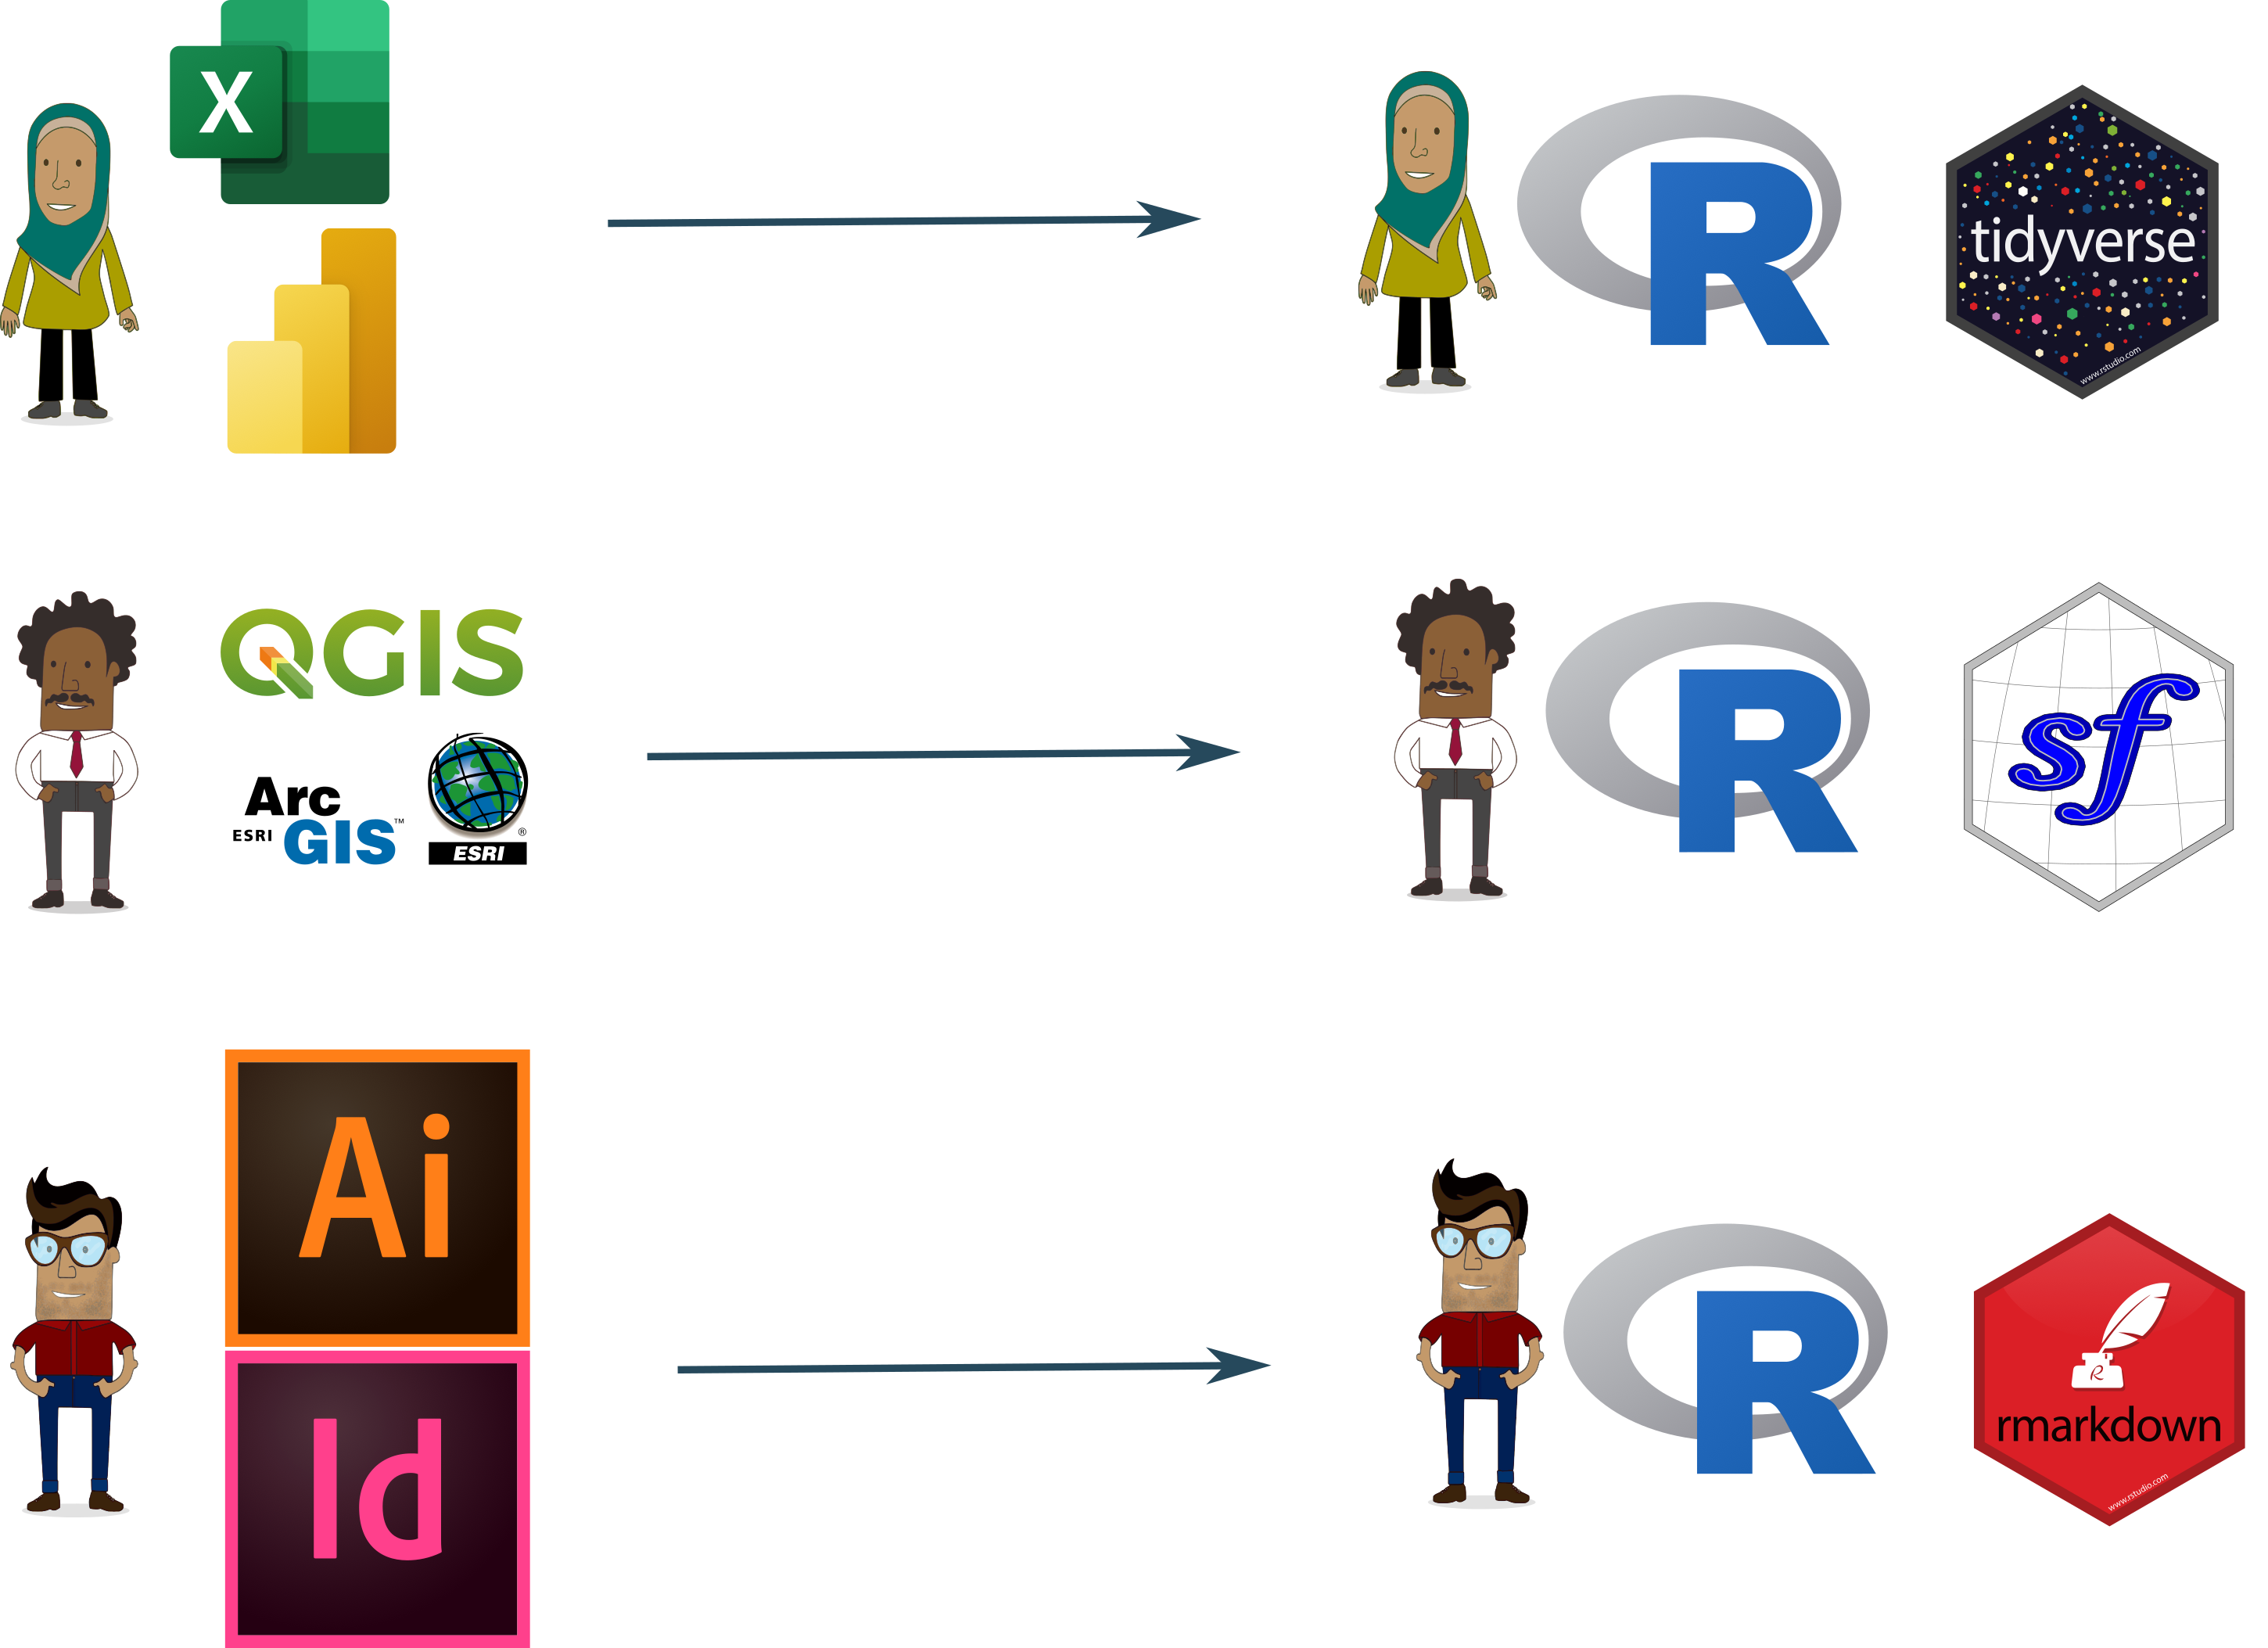 X
R
tidyverse
www.rstudio.com
QGIS
Arc
ESRI GIS™
®
ESRI
R
sf
Ai
Id
R
R
rmarkdown
www.rstudio.com